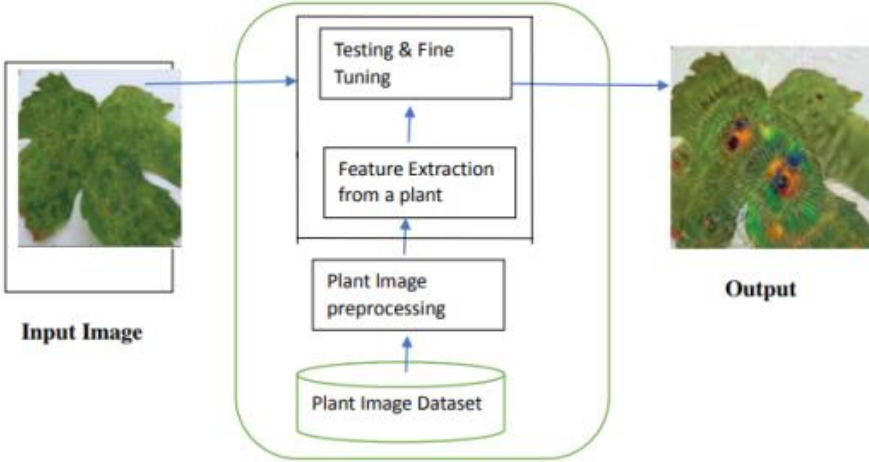 Testing & Fine
Tuning
Feature Extraction
from a plant
Plant Image
preprocessing
Plant Image Dataset
Input Image
Output